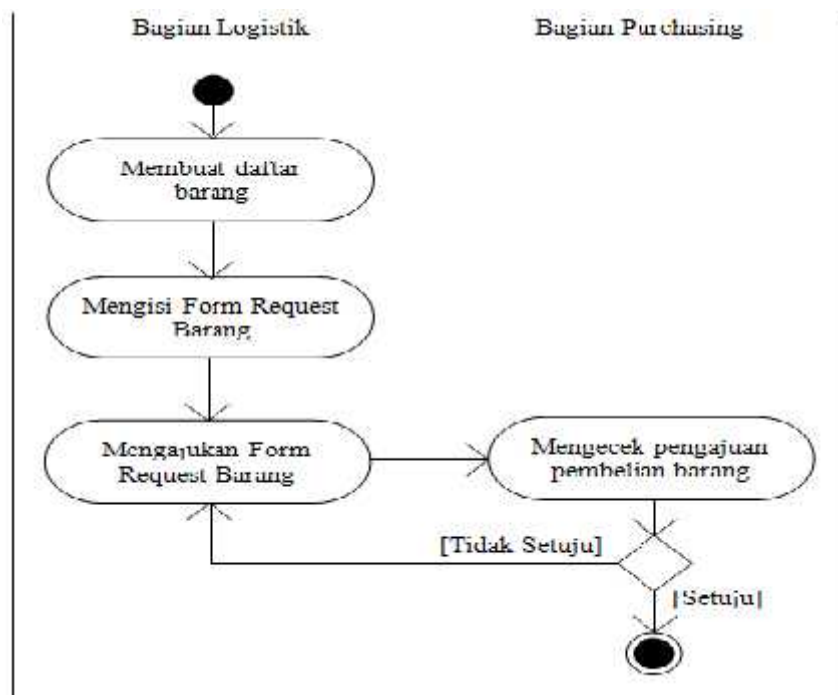 Bagian Logistik
Bagian Purchasing
Membuat daftar
barang
Mengisi Form Request
Barang
Mengajukan Form
Request Barang
Mengecek pengajuan
pembelian barang
[Tidak Setuju]
[Setuju]